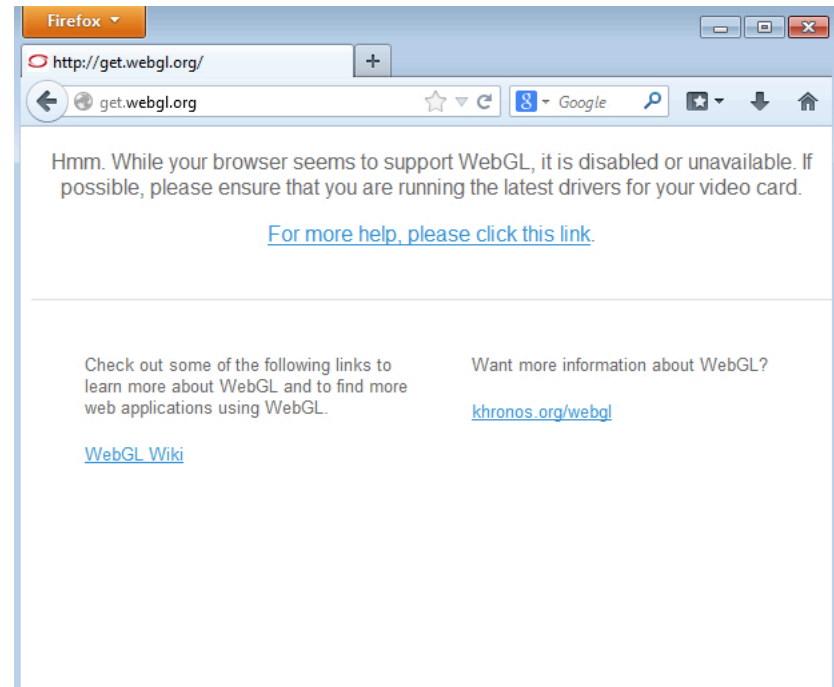 Firefox
http://get.webgl.org/
get.webgl.org
Google
Hmm. While your browser seems to support WebGL, it is disabled or unavailable. If
possible, please ensure that you are running the latest drivers for your video card.
For more help, please click this link.
Check out some of the following links to
learn more about WebGL and to find more
web applications using WebGL.
WebGL Wiki
Want more information about WebGL?
khronos.org/webgl